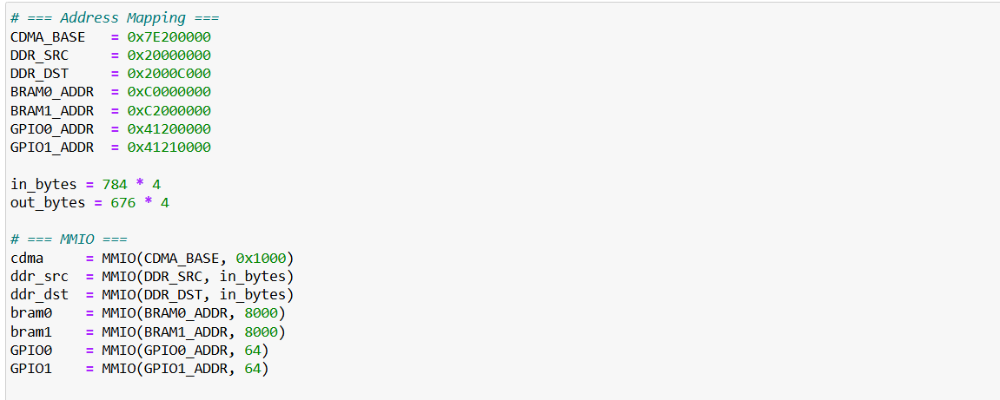 # === Address Mapping ===
CDMA_BASE   = 0x7E200000
DDR_SRC     = 0x20000000
DDR_DST     = 0x2000C000
BRAM0_ADDR  = 0xC0000000
BRAM1_ADDR  = 0xC2000000
GPIO0_ADDR  = 0x41200000
GPIO1_ADDR  = 0x41210000

in_bytes = 784 * 4
out_bytes = 676 * 4

# === MMIO ===
cdma     = MMIO(CDMA_BASE, 0x1000)
ddr_src  = MMIO(DDR_SRC, in_bytes)
ddr_dst  = MMIO(DDR_DST, in_bytes)
bram0    = MMIO(BRAM0_ADDR, 8000)
bram1    = MMIO(BRAM1_ADDR, 8000)
GPIO0    = MMIO(GPIO0_ADDR, 64)
GPIO1    = MMIO(GPIO1_ADDR, 64)